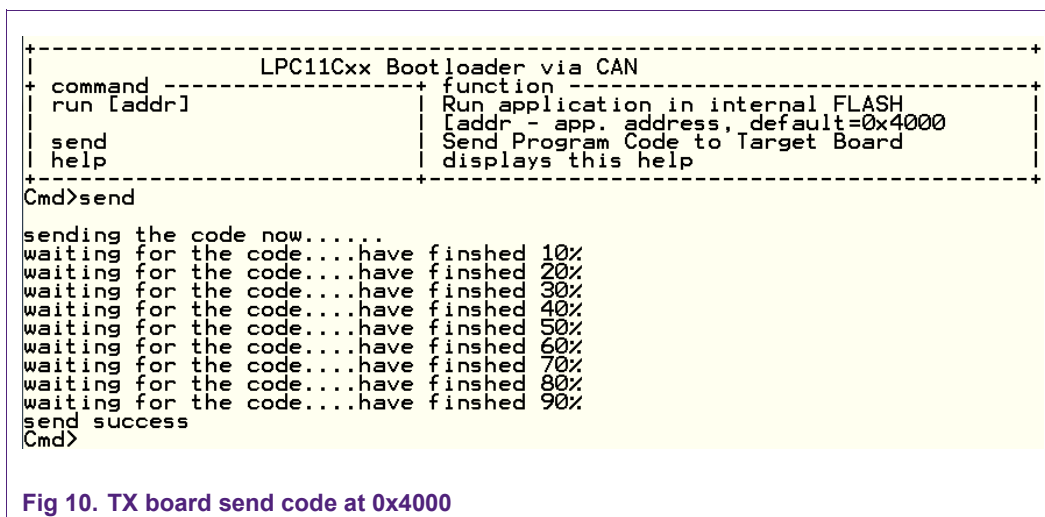 +-----------------------------------------------------------------------+
| LPC11Cxx Bootloader via CAN
+ command ------------------+ function ---------------------------------+
| run [addr] | Run application in internal FLASH |
| | [addr - app. address, default=0x4000 |
| send | Send Program Code to Target Board |
| help | displays this help |
+---------------------------+-------------------------------------------+
Cmd>send
sending the code now......
waiting for the code....have finshed 10%
waiting for the code....have finshed 20%
waiting for the code....have finshed 30%
waiting for the code....have finshed 40%
waiting for the code....have finshed 50%
waiting for the code....have finshed 60%
waiting for the code....have finshed 70%
waiting for the code....have finshed 80%
waiting for the code....have finshed 90%
send success
Cmd>
Fig 10. TX board send code at 0x4000